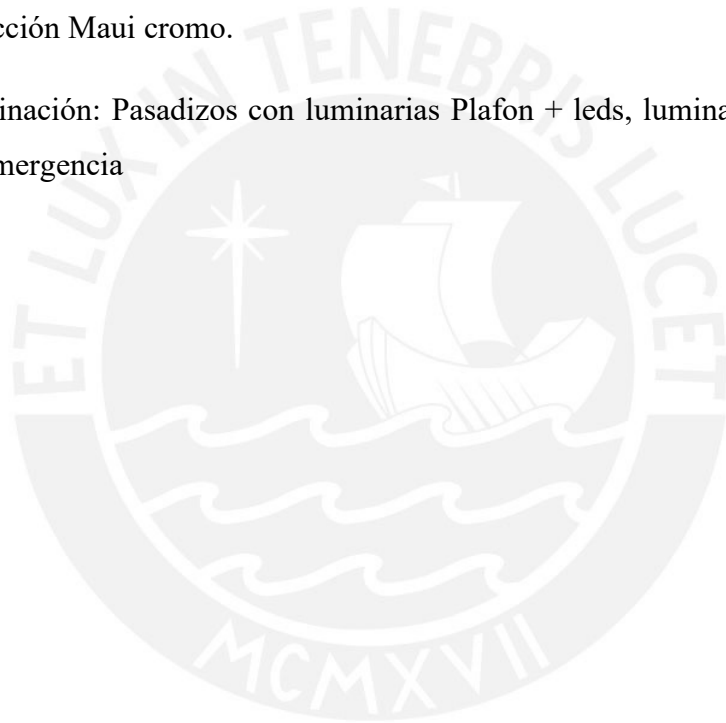 cción Maui cromo.
inación: Pasadizos con luminarias Plafon + leds, lumina
mergencia
ET LUX IN TENEBRIS LUCET
MCMXVII